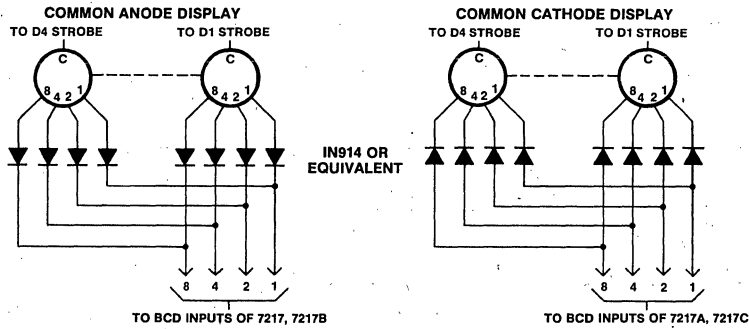 COMMON ANODE DISPLAY
TO D4 STROBE TO D1 STROBE
C C
8 4 2 1 8 4 2 1
8 4 2 1
TO BCD INPUTS OF 7217, 7217B
IN914 OR
EQUIVALENT
COMMON CATHODE DISPLAY
TO D4 STROBE TO D1 STROBE
C C
8 4 2 1 8 4 2 1
8 4 2 1
TO BCD INPUTS OF 7217A, 7217C